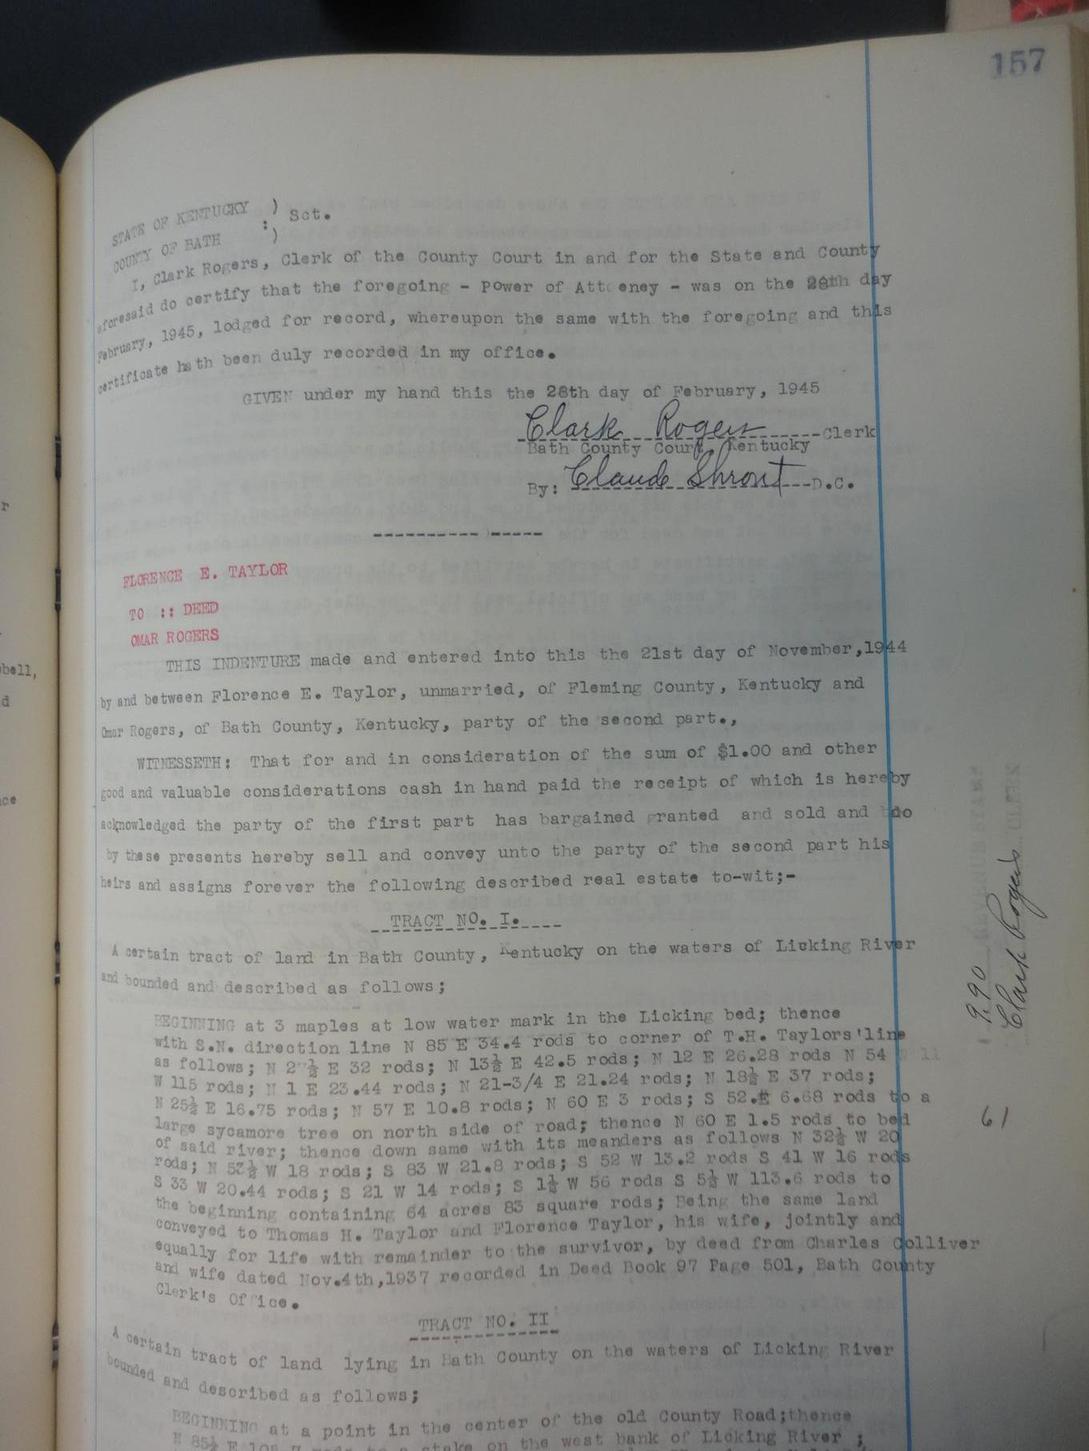 157
STATE OF KENTUCKY )
: Sct.
COUNTY OF BATH )
I, Clark Rogers, Clerk of the County Court in and for the State and County
aforesaid do certify that the foregoing - Power of Att eney - was on the 28th day
February, 1945, lodged for record, whereupon the same with the foregoing and this
certificate hath been duly recorded in my office.
GIVEN under my hand this the 28th day of February, 1945
Clark Rogers Clerk
Bath County Court, Kentucky
By: Claude Shrout D.C.
FLORENCE E. TAYLOR
TO :: DEED
OMAR ROGERS
THIS INDENTURE made and entered into this the 21st day of November,1944
by and between Florence E. Taylor, unmarried, of Fleming County, Kentucky and
Omar Rogers, of Bath County, Kentucky, party of the second part.,
WITNESSETH: That for and in consideration of the sum of $1.00 and other
good and valuable considerations cash in hand paid the receipt of which is hereby
acknowledged the party of the first part has bargained granted and sold and do
by these presents hereby sell and convey unto the party of the second part his
heirs and assigns forever the following described real estate to-wit;-
TRACT NO. I.
A certain tract of land in Bath County, Kentucky on the waters of Licking River
and bounded and described as follows;
BEGINNING at 3 maples at low water mark in the Licking bed; thence
with S.N. direction line N 85 E 34.4 rods to corner of T.H. Taylors'line
as follows; N 2 ½ E 32 rods; N 13½ E 42.5 rods; N 12 E 26.28 rods N 54
W 115 rods; N 1 E 23.44 rods; N 21-3/4 E 21.24 rods; N 18½ E 37 rods;
N 25½ E 16.75 rods; N 57 E 10.8 rods; N 60 E 3 rods; S 52. E 6.68 rods to a
large sycamore tree on north side of road; thence N 60 E 1.5 rods to bed
of said river; thence down same with its meanders as follows N 32½ W 20
rods; N 53½ W 18 rods; S 83 W 21.8 rods; S 52 W 13.2 rods S 41 W 16 rods
S 33 W 20.44 rods; S 21 W 14 rods; S 1½ W 56 rods S 5½ W 113.6 rods to
the beginning containing 64 acres 83 square rods; Being the same land
conveyed to Thomas H. Taylor and Florence Taylor, his wife, jointly and
equally for life with remainder to the survivor, by deed from Charles Colliver
and wife dated Nov.4th,1937 recorded in Deed Book 97 Page 501, Bath County
Clerk's Office.
TRACT NO. II
A certain tract of land lying in Bath County on the waters of Licking River
bounded and described as follows;
BEGINNING at a point in the center of the old County Road;thence
N 85½ E rods to a stake on the west bank of Licking River ;
990
Clark Rogers
61
bell,
d
r